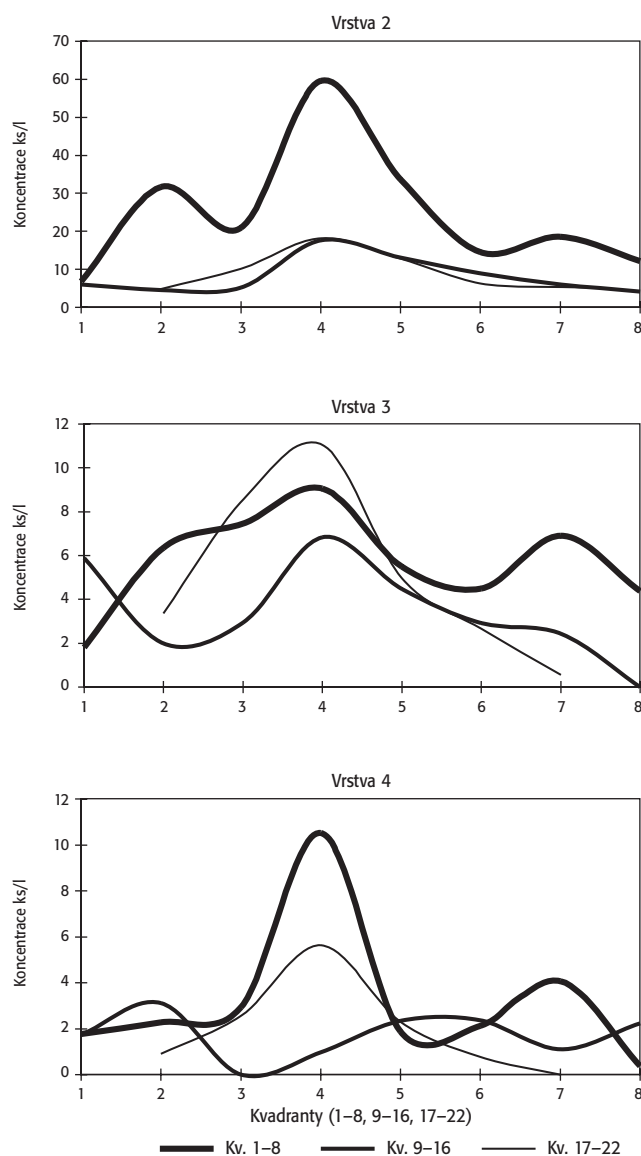 Vrstva 2
Koncentrace ks/l
70
60
50
40
30
20
10
0
1 2 3 4 5 6 7 8
Vrstva 3
Koncentrace ks/l
12
10
8
6
4
2
0
1 2 3 4 5 6 7 8
Vrstva 4
Koncentrace ks/l
12
10
8
6
4
2
0
1 2 3 4 5 6 7 8
Kvadranty (1–8, 9–16, 17–22)
Kv. 1–8 Kv. 9–16 Kv. 17–22